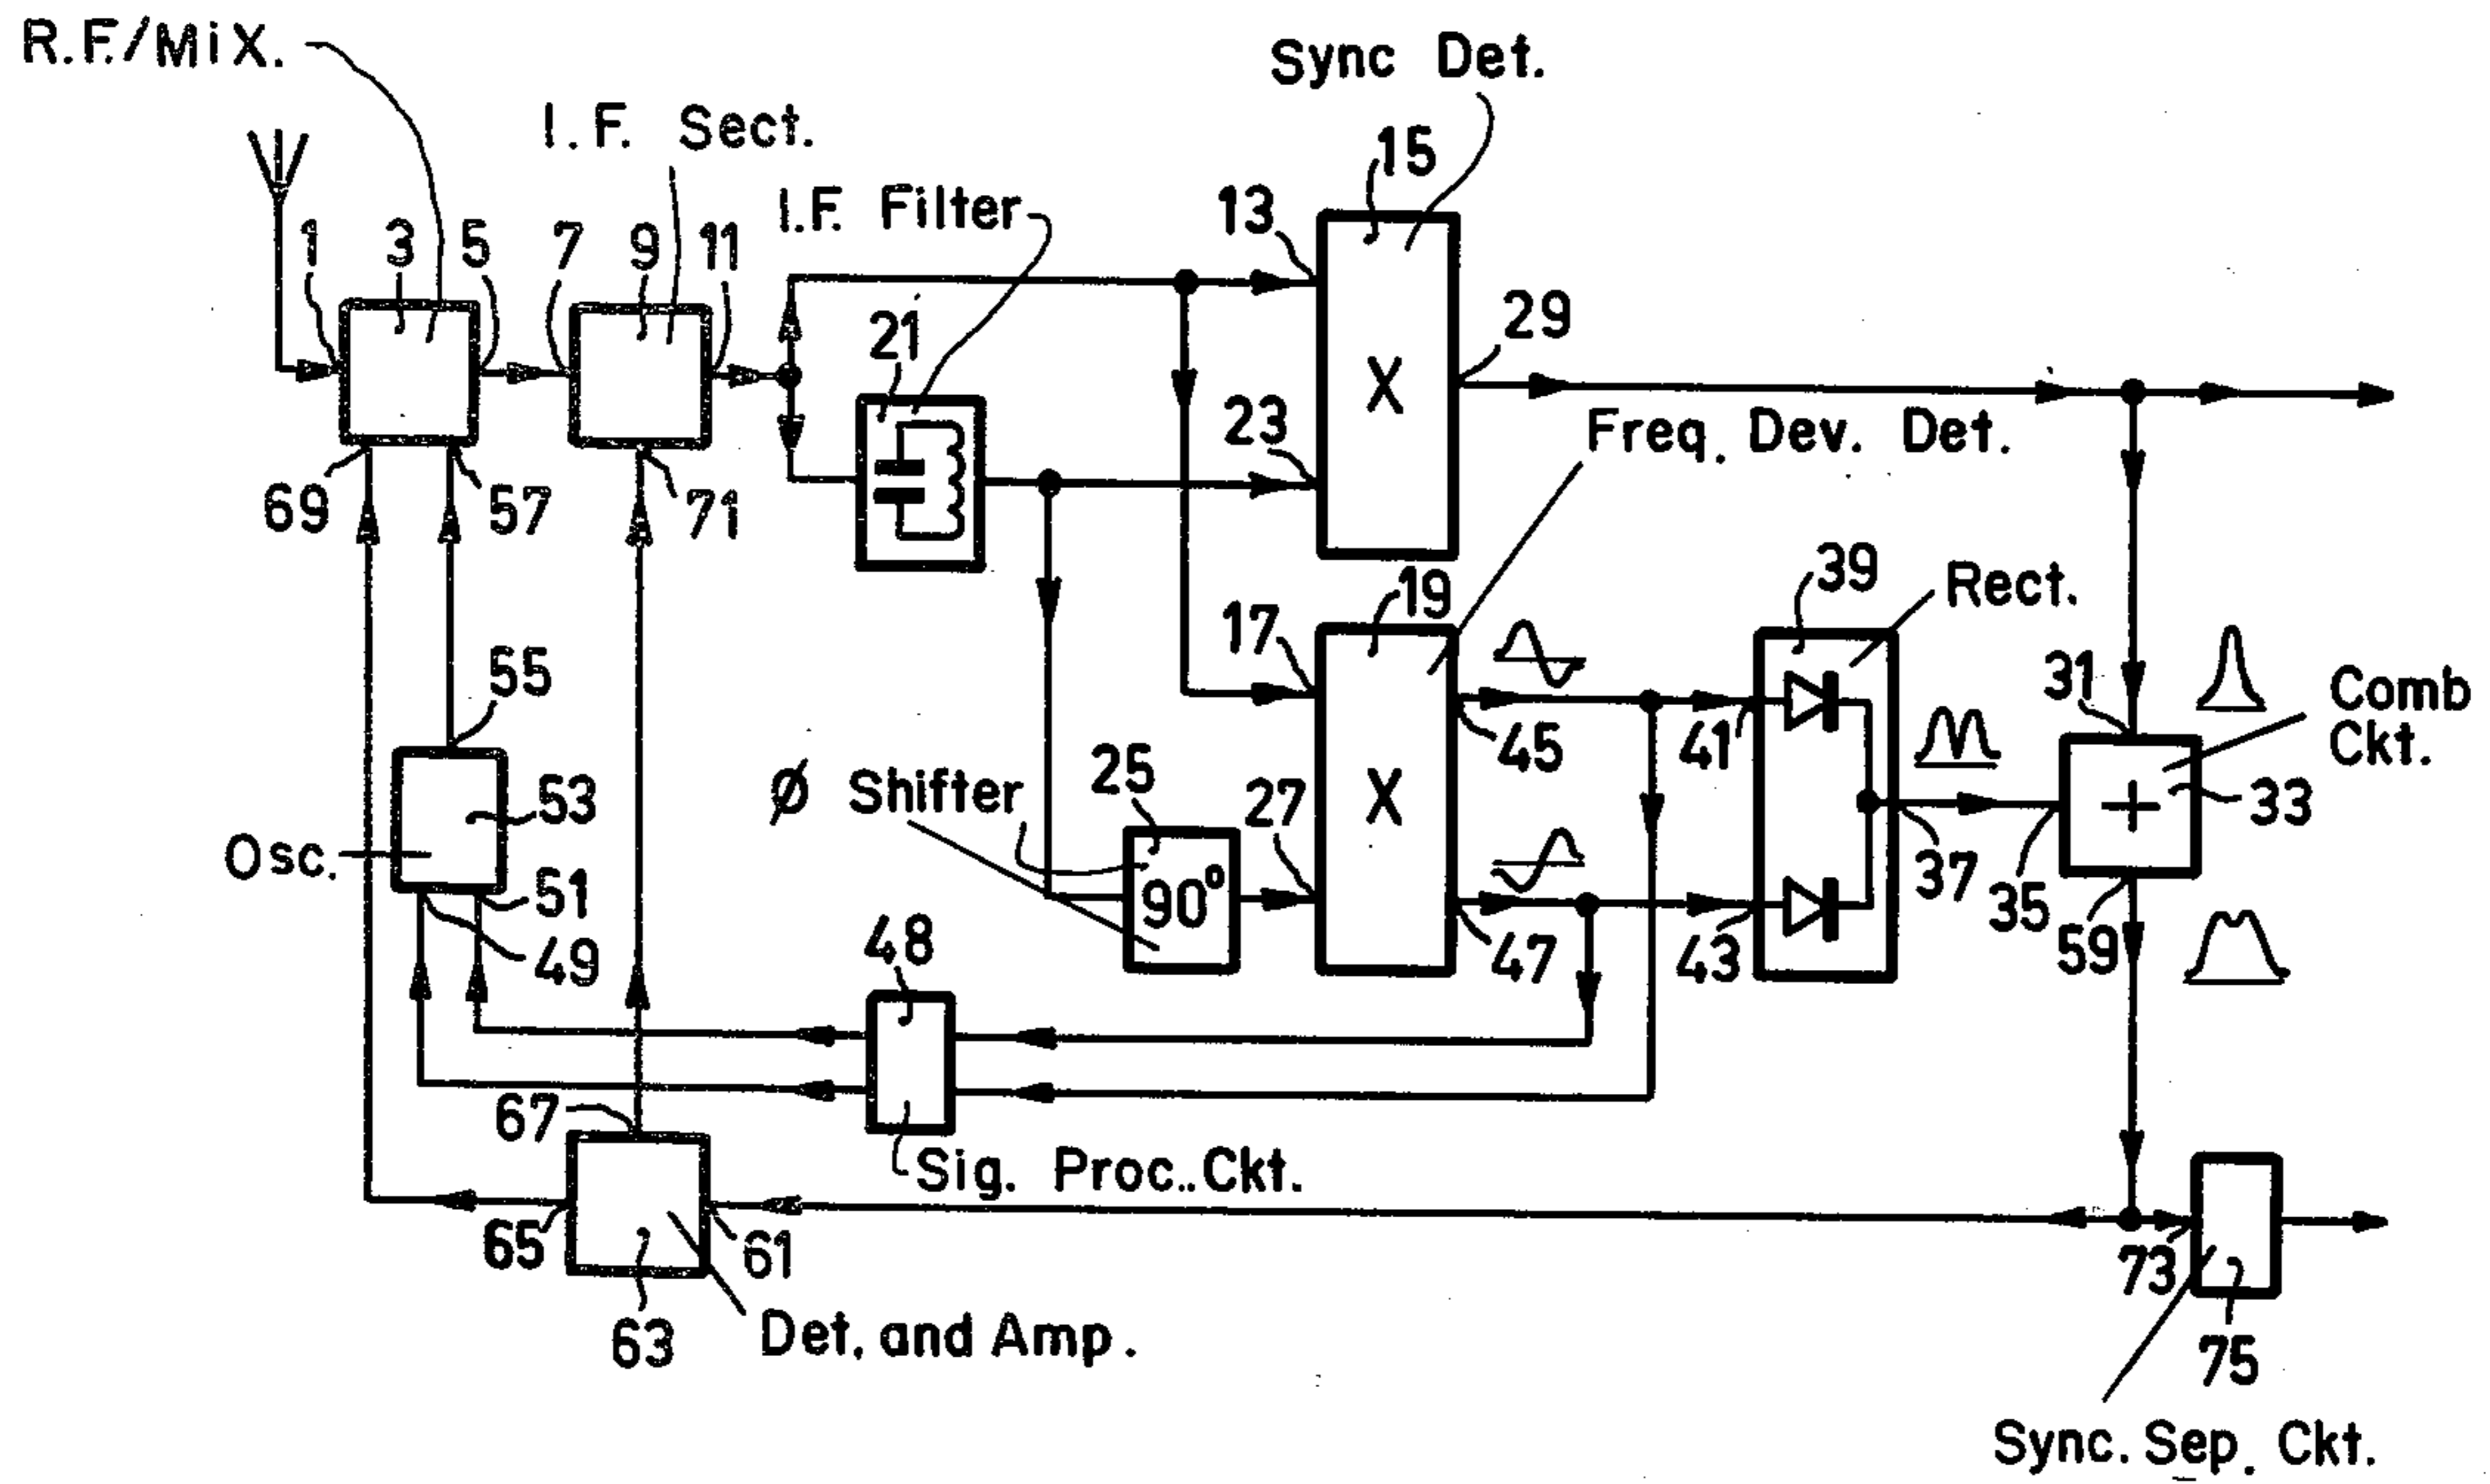 R.F./MiX.
Sync Det.
I.F. Sect.
15
I.F. Filter
13
1
3
5
7
9
11
29
21
X
23
Freq. Dev. Det.
69
57
71
39
19
Rect.
17
55
31
Comb
Ckt.
45
41
25
Ø Shifter
53
27
X
+
33
Osc.
37
90°
35
51
48
49
47
43
59
67
Sig. Proc..Ckt.
65
61
73
63
Det. and Amp.
75
Sync. Sep. Ckt.